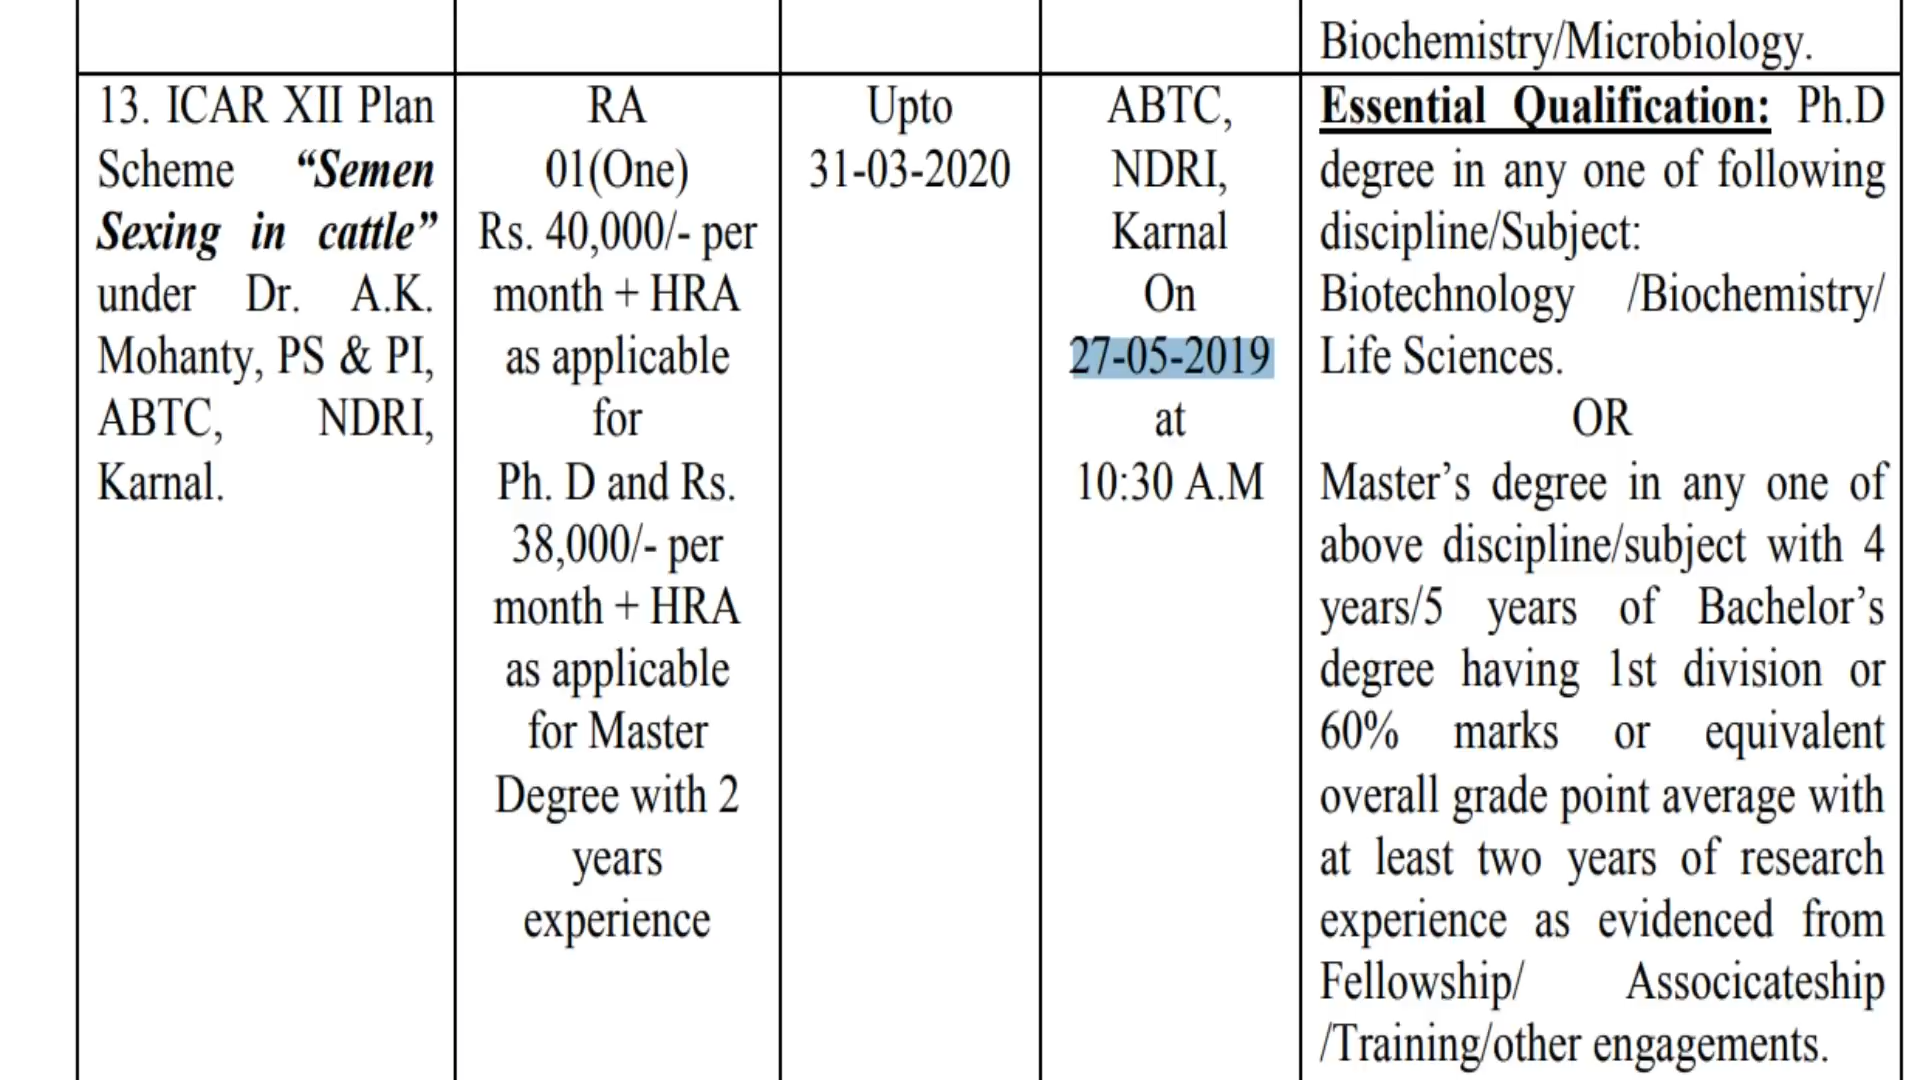 Biochemistry/Microbiology.
13. ICAR XII Plan
Scheme “Semen
Sexing in cattle”
under Dr. A.K.
Mohanty, PS & PI,
ABTC, NDRI,
Karnal.
RA
01(One)
Rs. 40,000/- per
month + HRA
as applicable
for
Ph. D and Rs.
38,000/- per
month + HRA
as applicable
for Master
Degree with 2
years
experience
Upto
31-03-2020
ABTC,
NDRI,
Karnal
On
27-05-2019
at
10:30 A.M
Essential Qualification: Ph.D
degree in any one of following
discipline/Subject:
Biotechnology /Biochemistry/
Life Sciences.
OR
Master’s degree in any one of
above discipline/subject with 4
years/5 years of Bachelor’s
degree having 1st division or
60% marks or equivalent
overall grade point average with
at least two years of research
experience as evidenced from
Fellowship/ Associcateship
/Training/other engagements.